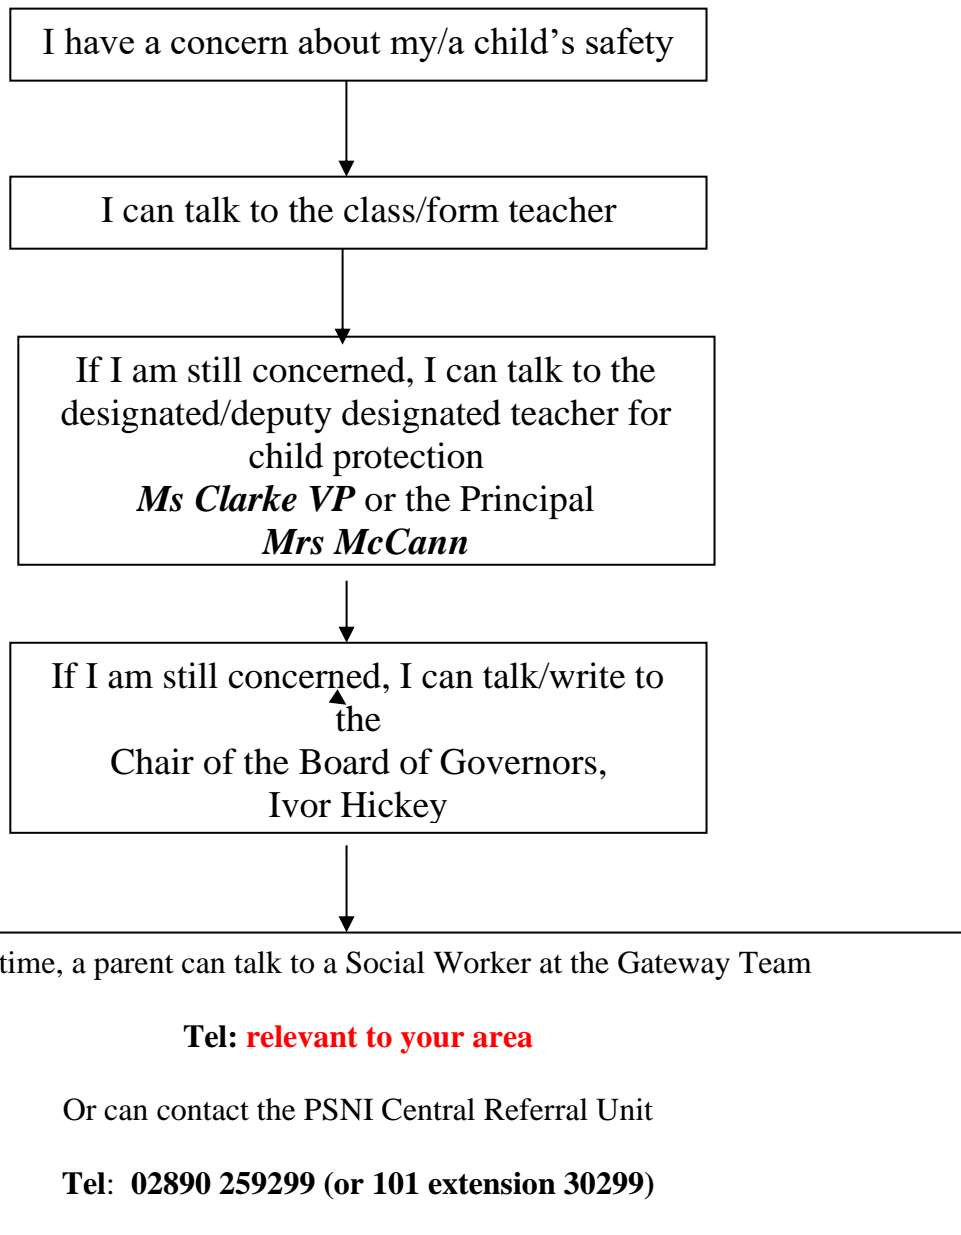 I have a concern about my/a child’s safety
I can talk to the class/form teacher
If I am still concerned, I can talk to the
designated/deputy designated teacher for
child protection
Ms Clarke VP or the Principal
Mrs McCann
If I am still concerned, I can talk/write to
the
Chair of the Board of Governors,
Ivor Hickey
time, a parent can talk to a Social Worker at the Gateway Team
Tel: relevant to your area
Or can contact the PSNI Central Referral Unit
Tel:  02890 259299 (or 101 extension 30299)